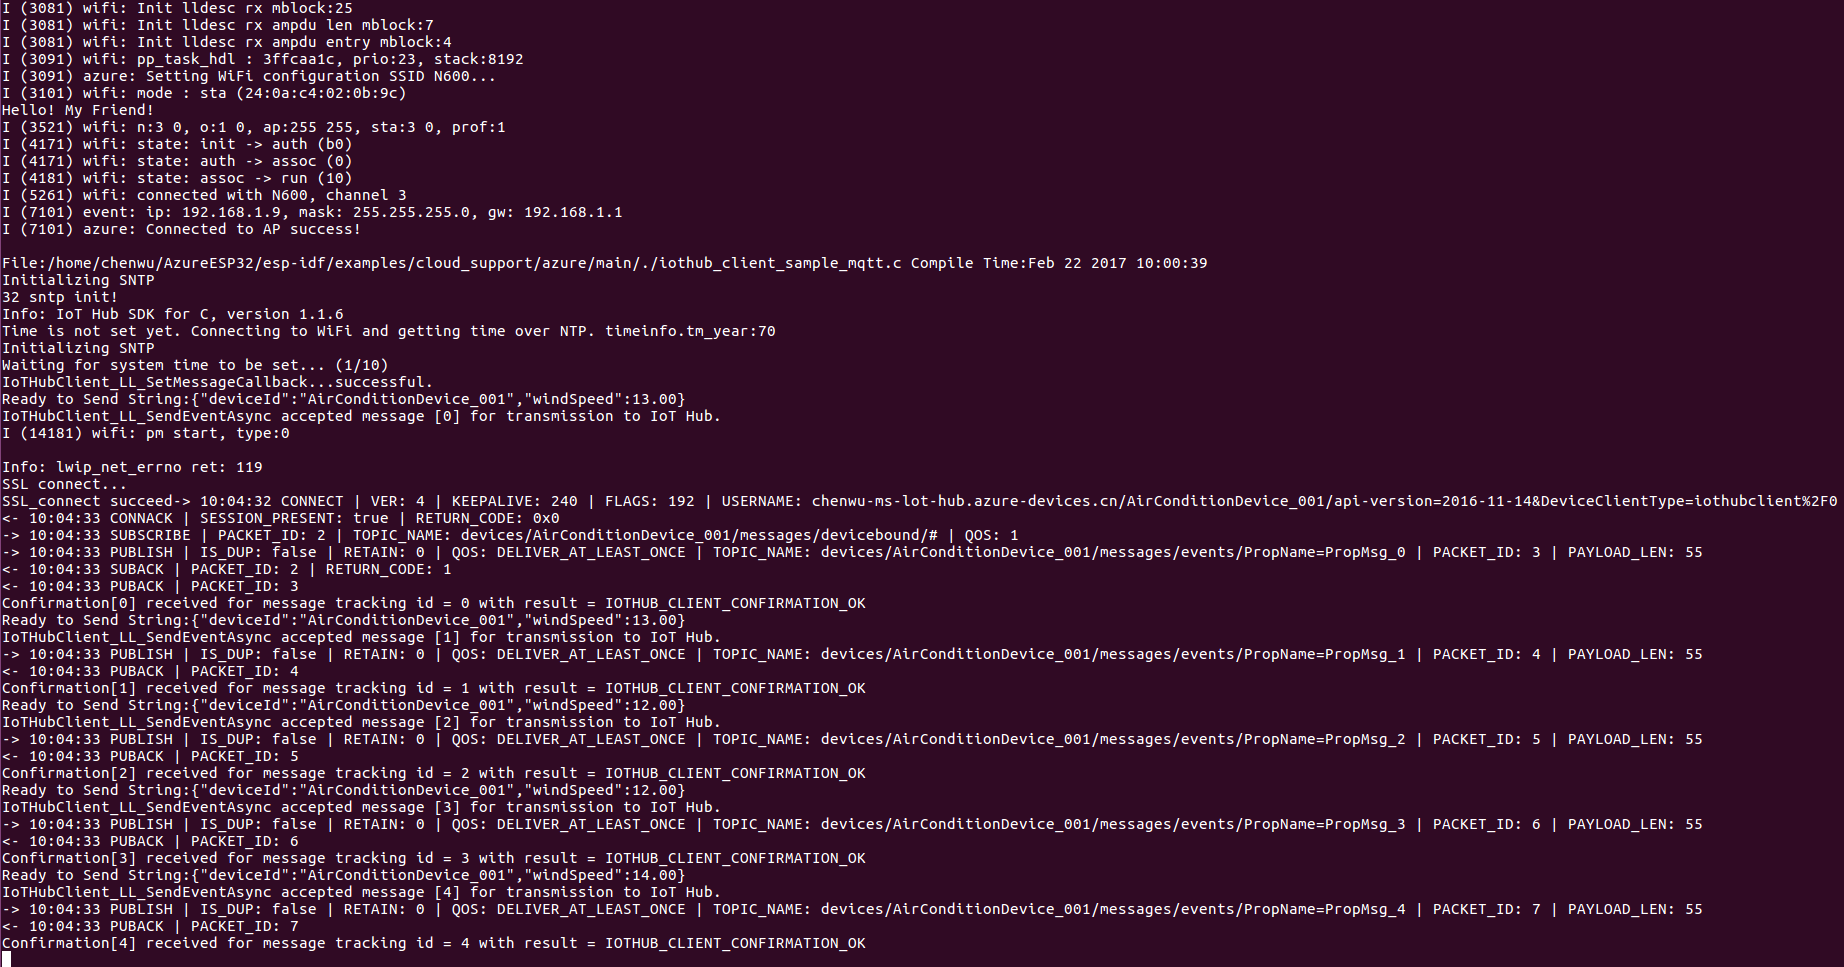 I (3081) wifi: Init lldesc rx mblock:25
I (3081) wifi: Init lldesc rx ampdu len mblock:7
I (3081) wifi: Init lldesc rx ampdu entry mblock:4
I (3091) wifi: pp_task_hdl : 3ffcaa1c, prio:23, stack:8192
I (3091) azure: Setting WiFi configuration SSID N600...
I (3101) wifi: mode : sta (24:0a:c4:02:0b:9c)
Hello! My Friend!
I (3521) wifi: n:3 0, o:1 0, ap:255 255, sta:3 0, prof:1
I (4171) wifi: state: init -> auth (b0)
I (4171) wifi: state: auth -> assoc (0)
I (4181) wifi: state: assoc -> run (10)
I (5261) wifi: connected with N600, channel 3
I (7101) event: ip: 192.168.1.9, mask: 255.255.255.0, gw: 192.168.1.1
I (7101) azure: Connected to AP success!
File:/home/chenwu/AzureESP32/esp-idf/examples/cloud_support/azure/main/./iothub_client_sample_mqtt.c Compile Time:Feb 22 2017 10:00:39
Initializing SNTP
32 sntp init!
Info: IoT Hub SDK for C, version 1.1.6
Time is not set yet. Connecting to WiFi and getting time over NTP. timeinfo.tm_year:70
Initializing SNTP
Waiting for system time to be set... (1/10)
IoTHubClient_LL_SetMessageCallback...successful.
Ready to Send String:{"deviceId":"AirConditionDevice_001","windSpeed":13.00}
IoTHubClient_LL_SendEventAsync accepted message [0] for transmission to IoT Hub.
I (14181) wifi: pm start, type:0
Info: lwip_net_errno ret: 119
SSL connect...
SSL_connect succeed-> 10:04:32 CONNECT | VER: 4 | KEEPALIVE: 240 | FLAGS: 192 | USERNAME: chenwu-ms-lot-hub.azure-devices.cn/AirConditionDevice_001/api-version=2016-11-14&DeviceClientType=iothubclient%2F0
<- 10:04:33 CONNACK | SESSION_PRESENT: true | RETURN_CODE: 0x0
-> 10:04:33 SUBSCRIBE | PACKET_ID: 2 | TOPIC_NAME: devices/AirConditionDevice_001/messages/devicebound/# | QOS: 1
-> 10:04:33 PUBLISH | IS_DUP: false | RETAIN: 0 | QOS: DELIVER_AT_LEAST_ONCE | TOPIC_NAME: devices/AirConditionDevice_001/messages/events/PropName=PropMsg_0 | PACKET_ID: 3 | PAYLOAD_LEN: 55
<- 10:04:33 SUBACK | PACKET_ID: 2 | RETURN_CODE: 1
<- 10:04:33 PUBACK | PACKET_ID: 3
Confirmation[0] received for message tracking id = 0 with result = IOTHUB_CLIENT_CONFIRMATION_OK
Ready to Send String:{"deviceId":"AirConditionDevice_001","windSpeed":13.00}
IoTHubClient_LL_SendEventAsync accepted message [1] for transmission to IoT Hub.
-> 10:04:33 PUBLISH | IS_DUP: false | RETAIN: 0 | QOS: DELIVER_AT_LEAST_ONCE | TOPIC_NAME: devices/AirConditionDevice_001/messages/events/PropName=PropMsg_1 | PACKET_ID: 4 | PAYLOAD_LEN: 55
<- 10:04:33 PUBACK | PACKET_ID: 4
Confirmation[1] received for message tracking id = 1 with result = IOTHUB_CLIENT_CONFIRMATION_OK
Ready to Send String:{"deviceId":"AirConditionDevice_001","windSpeed":12.00}
IoTHubClient_LL_SendEventAsync accepted message [2] for transmission to IoT Hub.
-> 10:04:33 PUBLISH | IS_DUP: false | RETAIN: 0 | QOS: DELIVER_AT_LEAST_ONCE | TOPIC_NAME: devices/AirConditionDevice_001/messages/events/PropName=PropMsg_2 | PACKET_ID: 5 | PAYLOAD_LEN: 55
<- 10:04:33 PUBACK | PACKET_ID: 5
Confirmation[2] received for message tracking id = 2 with result = IOTHUB_CLIENT_CONFIRMATION_OK
Ready to Send String:{"deviceId":"AirConditionDevice_001","windSpeed":12.00}
IoTHubClient_LL_SendEventAsync accepted message [3] for transmission to IoT Hub.
-> 10:04:33 PUBLISH | IS_DUP: false | RETAIN: 0 | QOS: DELIVER_AT_LEAST_ONCE | TOPIC_NAME: devices/AirConditionDevice_001/messages/events/PropName=PropMsg_3 | PACKET_ID: 6 | PAYLOAD_LEN: 55
<- 10:04:33 PUBACK | PACKET_ID: 6
Confirmation[3] received for message tracking id = 3 with result = IOTHUB_CLIENT_CONFIRMATION_OK
Ready to Send String:{"deviceId":"AirConditionDevice_001","windSpeed":14.00}
IoTHubClient_LL_SendEventAsync accepted message [4] for transmission to IoT Hub.
-> 10:04:33 PUBLISH | IS_DUP: false | RETAIN: 0 | QOS: DELIVER_AT_LEAST_ONCE | TOPIC_NAME: devices/AirConditionDevice_001/messages/events/PropName=PropMsg_4 | PACKET_ID: 7 | PAYLOAD_LEN: 55
<- 10:04:33 PUBACK | PACKET_ID: 7
Confirmation[4] received for message tracking id = 4 with result = IOTHUB_CLIENT_CONFIRMATION_OK